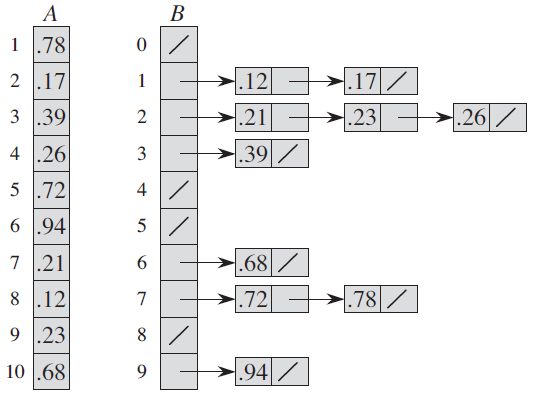 A B
1 .78 0
2 .17 1 .12 .17
3 .39 2 .21 .23 .26
4 .26 3 .39
5 .72 4
6 .94 5
7 .21 6 .68
8 .12 7 .72 .78
9 .23 8
10 .68 9 .94